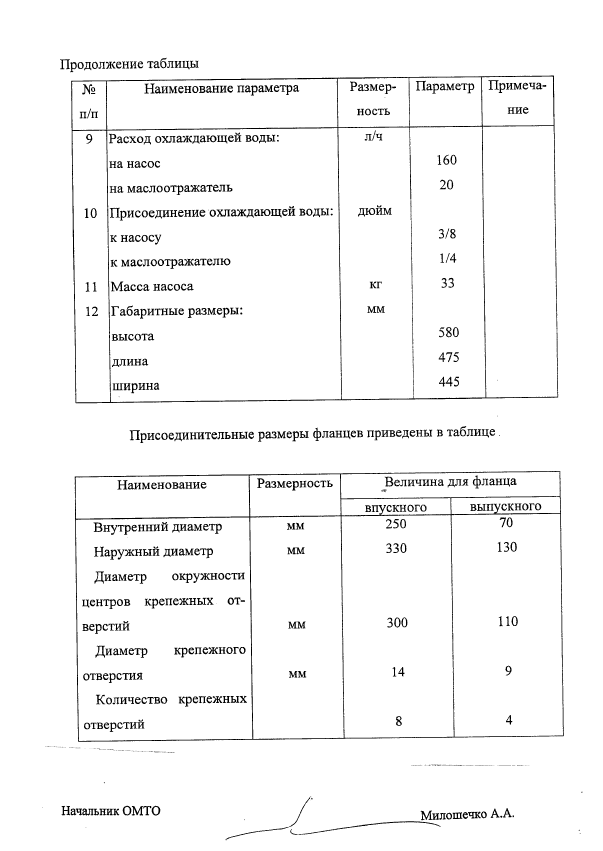 Продолжение таблицы
№ Наименование параметра Размер- Параметр Примеча-
п/п ность ние
9 Расход охлаждающей воды: л/ч
на насос 160
на маслоотражатель 20
10 Присоединение охлаждающей воды: дюйм
к насосу 3/8
к маслоотражателю 1/4
11 Масса насоса кг 33
12 Габаритные размеры: мм
высота 580
длина 475
ширина 445
Присоединительные размеры фланцев приведены в таблице.
Наименование Размерность Величина для фланца
впускного выпускного
Внутренний диаметр мм 250 70
Наружный диаметр мм 330 130
Диаметр окружности
центров крепежных от-
верстий мм 300 110
Диаметр крепежного
отверстия мм 14 9
Количество крепежных
отверстий 8 4
Начальник ОМТО Милошечко А.А.